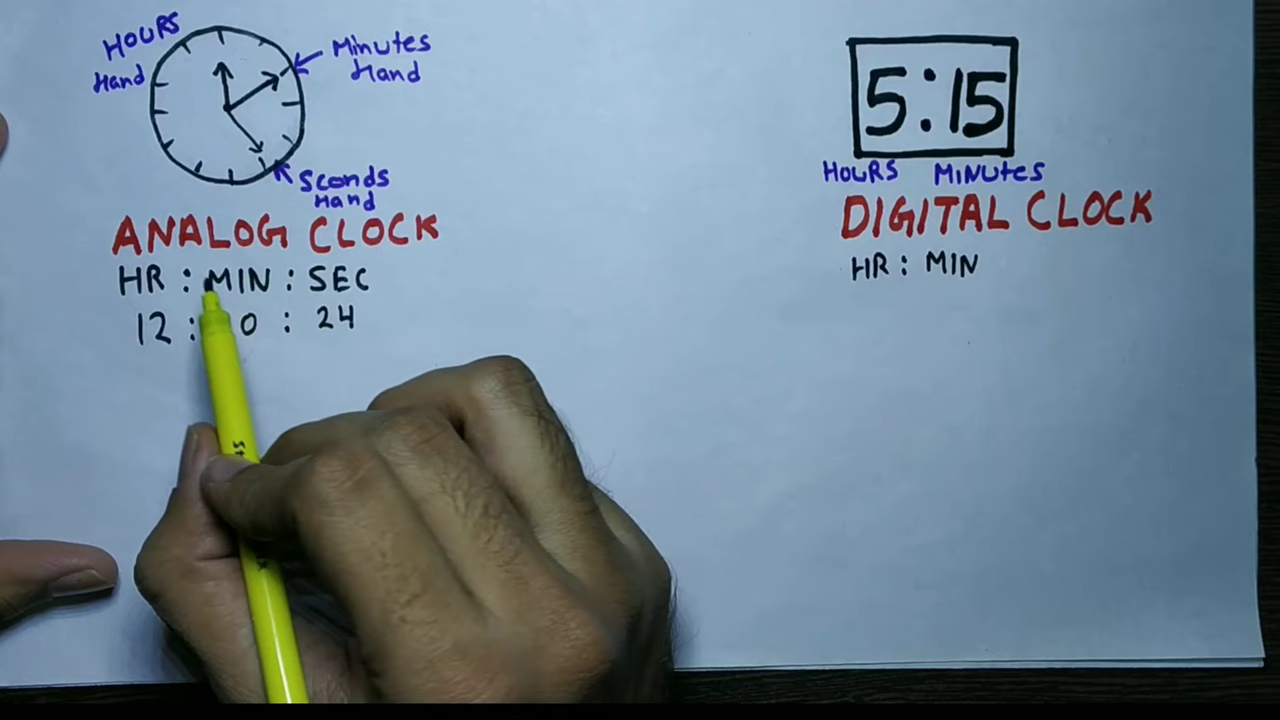 HOURS
Hand
Minutes
Hand
Sconds
Hand
ANALOG CLOCK
HR : MIN : SEC
12 : 0 : 24
5:15
HOURS MINUTES
DIGITAL CLOCK
HR : MIN